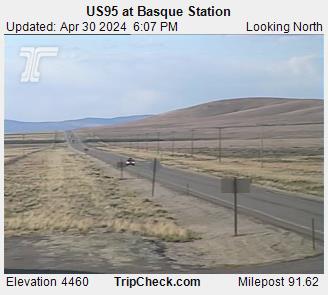 US95 at Basque Station
Updated: Apr 30 2024 6:07 PM Looking North
Elevation 4460 TripCheck.com Milepost 91.62